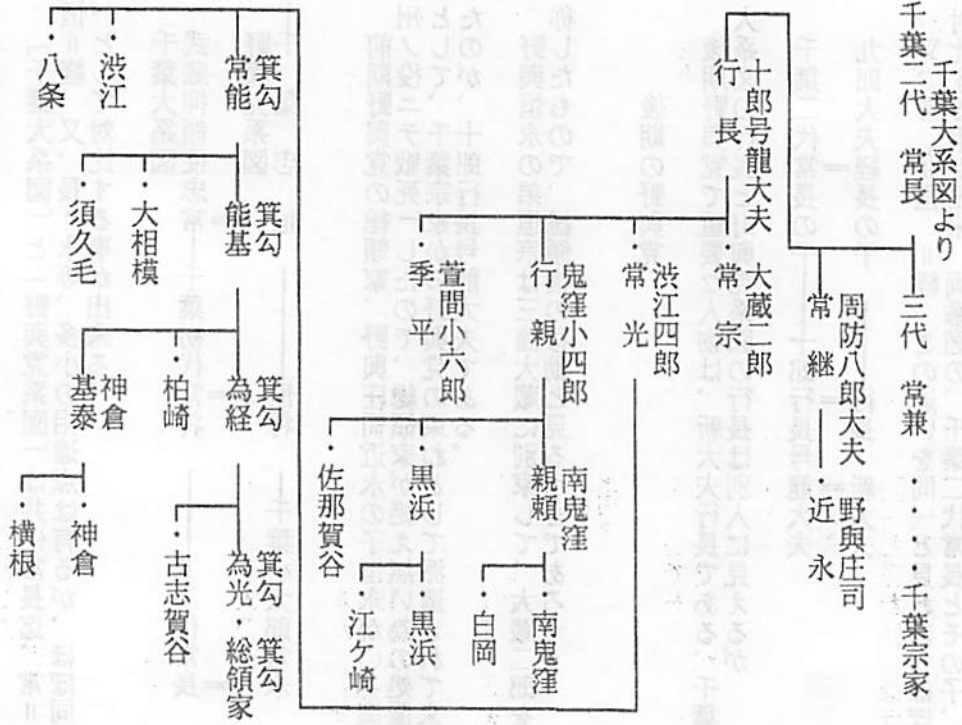 千葉大系図より
千葉二代　常長
三代　常兼・・・・千葉宗家
周防八郎大夫　野與庄司
常継――近永
十郎号龍大夫
行長
大蔵二郎
常宗
渋江四郎
常光
鬼窪小四郎
行親
萱間小六郎
季平
南鬼窪
親頼
・南鬼窪
・白岡
・黒浜
・黒浜
・江ケ崎
・佐那賀谷
箕勾
常能
・渋江
・八条
箕勾
能基
・大相模
・須久毛
箕勾
為経
・柏崎
神倉
基泰
・神倉
・横根
箕勾　箕勾
為光・総領家
・古志賀谷